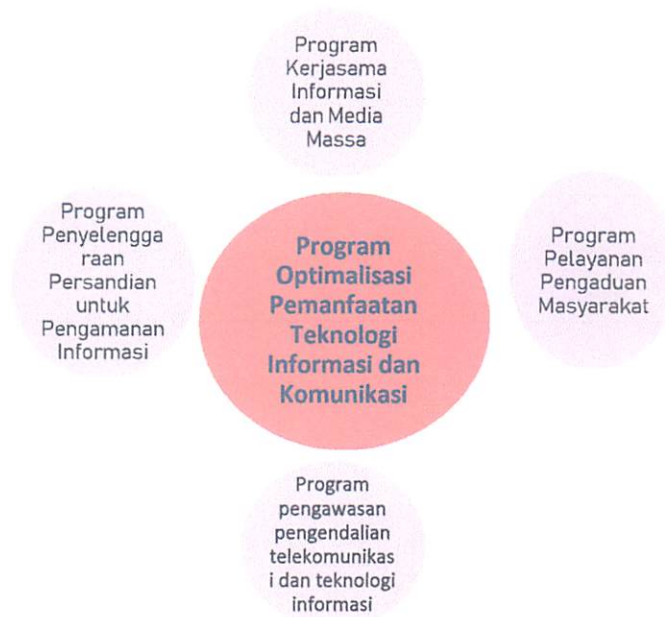 Program
Kerjasama
Informasi
dan Media
Massa
Program
Penyelengga
raan
Persandian
untuk
Pengamanan
Informasi
Program
Optimalisasi
Pemanfaatan
Teknologi
Informasi dan
Komunikasi
Program
Pelayanan
Pengaduan
Masyarakat
Program
pengawasan
pengendalian
telekomunikas
i dan teknologi
informasi